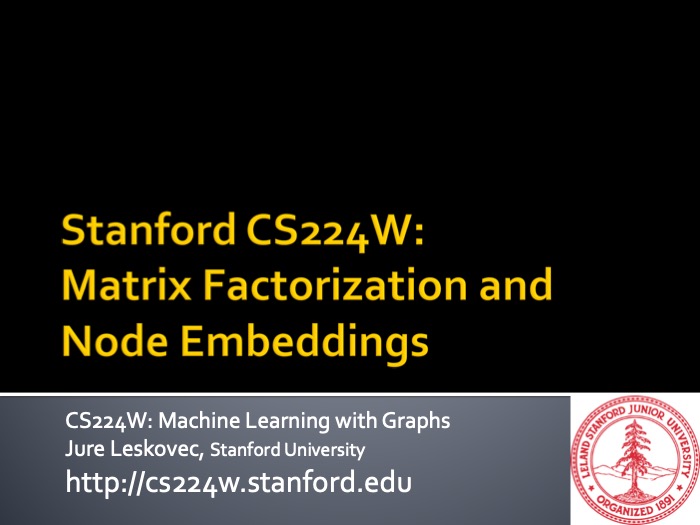 Stanford CS224W:
Matrix Factorization and
Node Embeddings
CS224W: Machine Learning with Graphs
Jure Leskovec, Stanford University
http://cs224w.stanford.edu
LELAND STANFORD JUNIOR UNIVERSITY
ORGANIZED 1891